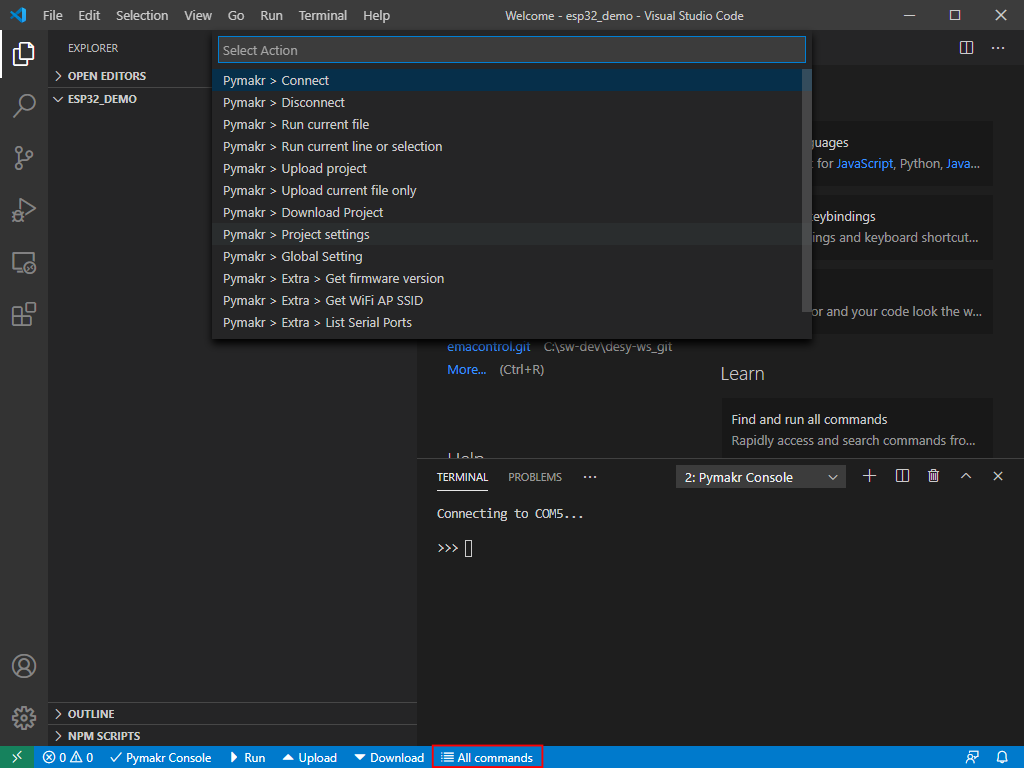 File Edit Selection View Go Run Terminal Help Welcome - esp32_demo - Visual Studio Code
EXPLORER
OPEN EDITORS
ESP32_DEMO
Select Action
Pymakr > Connect
Pymakr > Disconnect
Pymakr > Run current file
Pymakr > Run current line or selection
Pymakr > Upload project
Pymakr > Upload current file only
Pymakr > Download Project
Pymakr > Project settings
Pymakr > Global Setting
Pymakr > Extra > Get firmware version
Pymakr > Extra > Get WiFi AP SSID
Pymakr > Extra > List Serial Ports
guages
for JavaScript, Python, Java...
eybindings
ings and keyboard shortcut...
or and your code look the w...
emacontrol.git C:\sw-dev\desy-ws_git
More... (Ctrl+R)
Learn
Find and run all commands
Rapidly access and search commands fro...
Help
TERMINAL PROBLEMS ... 2: Pymakr Console
Connecting to COM5...
>>>
OUTLINE
NPM SCRIPTS
0 0 Pymakr Console Run Upload Download All commands